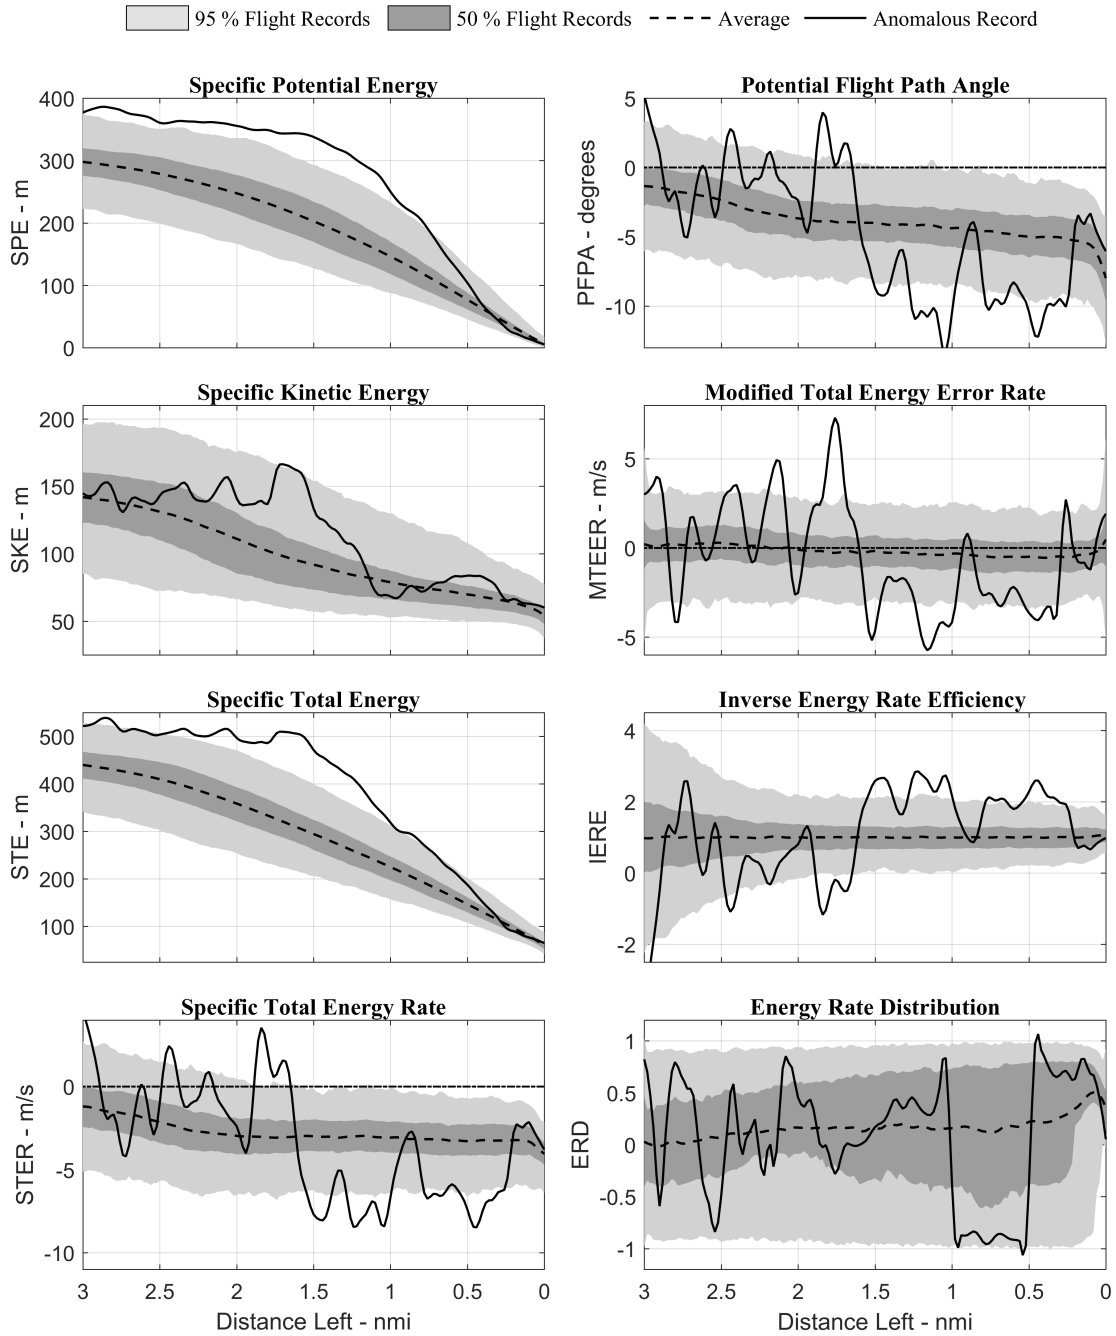 95 % Flight Records 50 % Flight Records Average Anomalous Record
Specific Potential Energy
SPE - m
400
300
200
100
0
Potential Flight Path Angle
PFPA - degrees
5
0
-5
-10
Specific Kinetic Energy
SKE - m
200
150
100
50
Modified Total Energy Error Rate
MTEER - m/s
5
0
-5
Specific Total Energy
STE - m
500
400
300
200
100
Inverse Energy Rate Efficiency
IERE
4
2
0
-2
Specific Total Energy Rate
STER - m/s
0
-5
-10
3 2.5 2 1.5 1 0.5 0
Distance Left - nmi
Energy Rate Distribution
ERD
1
0.5
0
-0.5
-1
3 2.5 2 1.5 1 0.5 0
Distance Left - nmi